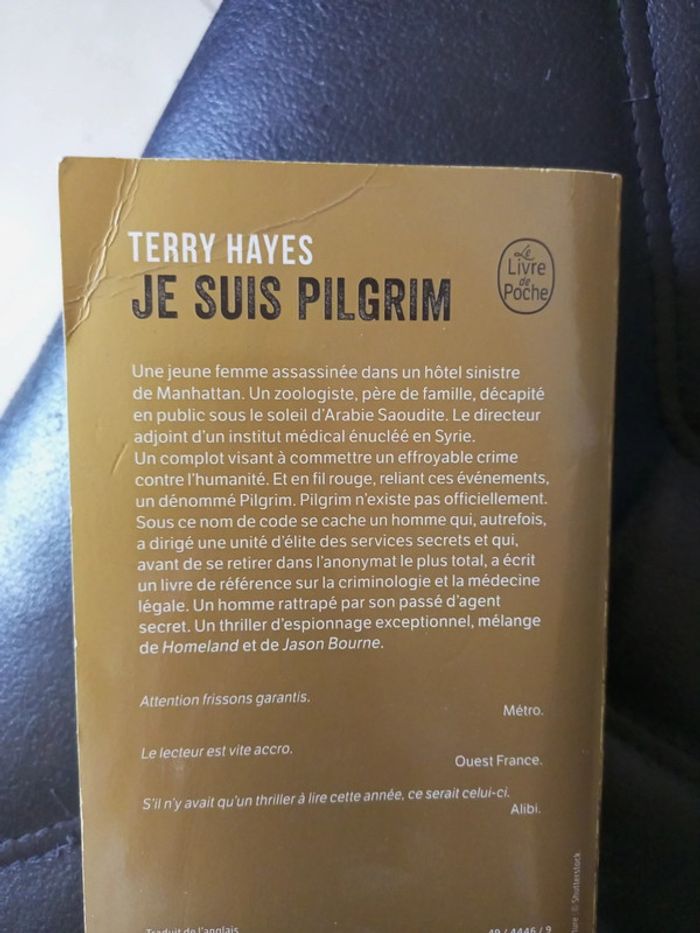 TERRY HAYES
JE SUIS PILGRIM
Le
Livre
de
Poche
Une jeune femme assassinée dans un hôtel sinistre
de Manhattan. Un zoologiste, père de famille, décapité
en public sous le soleil d'Arabie Saoudite. Le directeur
adjoint d'un institut médical énucléé en Syrie.
Un complot visant à commettre un effroyable crime
contre l'humanité. Et en fil rouge, reliant ces événements,
un dénommé Pilgrim. Pilgrim n'existe pas officiellement.
Sous ce nom de code se cache un homme qui, autrefois,
a dirigé une unité d'élite des services secrets et qui,
avant de se retirer dans l'anonymat le plus total, a écrit
un livre de référence sur la criminologie et la médecine
légale. Un homme rattrapé par son passé d'agent
secret. Un thriller d'espionnage exceptionnel, mélange
de Homeland et de Jason Bourne.
Attention frissons garantis.
Métro.
Le lecteur est vite accro.
Ouest France.
S'il n'y avait qu'un thriller à lire cette année, ce serait celui-ci.
Alibi.
Traduit de l'anglais
49 / 4446 / 9
: © Shutterstock